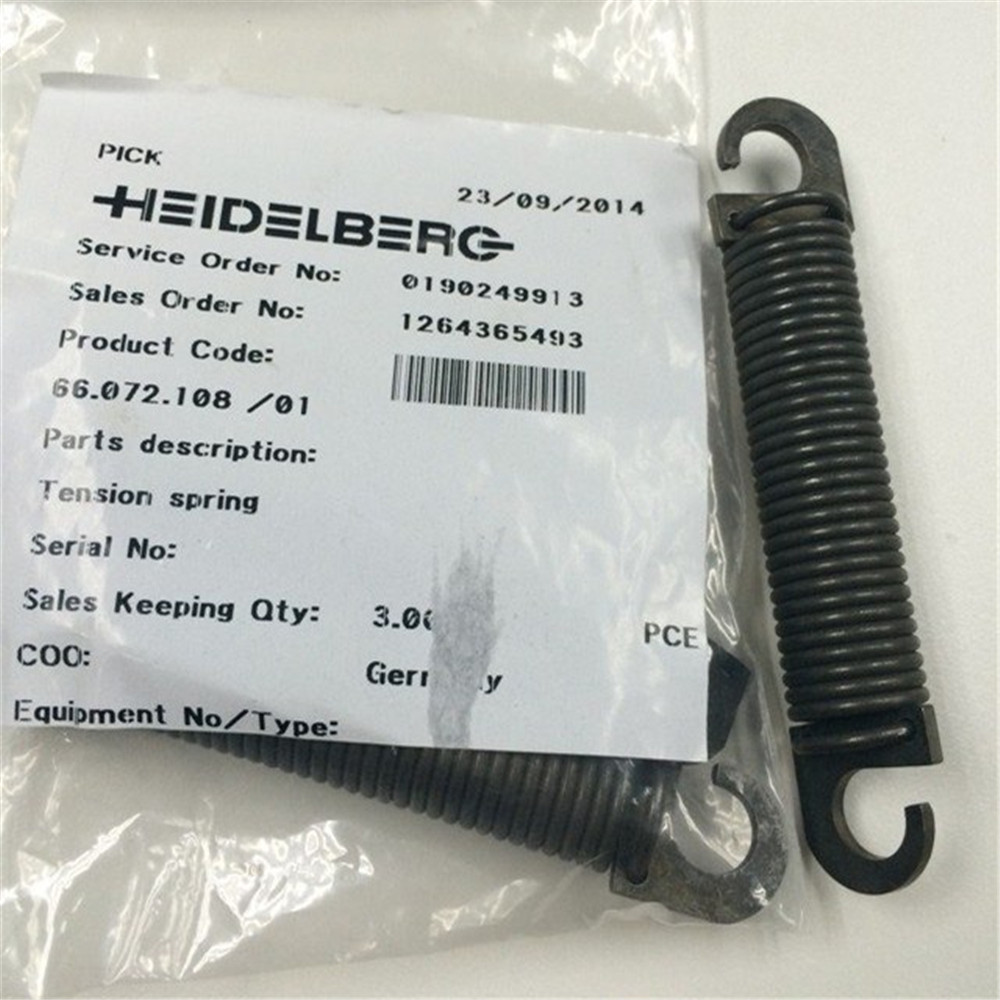 PICK
23/09/2014
HEIDELBERG
Service Order No: 0190249913
Sales Order No: 1264365493
Product Code:
66.072.108 /01
Parts description:
Tension spring
Serial No:
Sales Keeping Qty: PCE
COO:
Equipment No/Type: